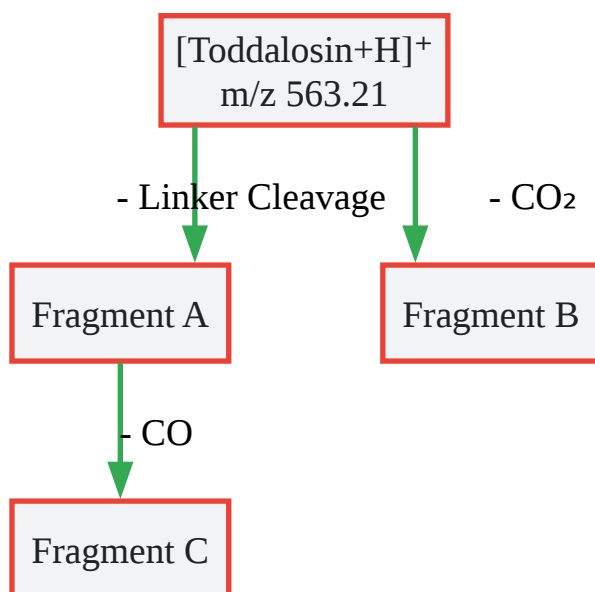 [Toddalosin+H]⁺
m/z 563.21
- Linker Cleavage
- CO₂
Fragment A
Fragment B
- CO
Fragment C